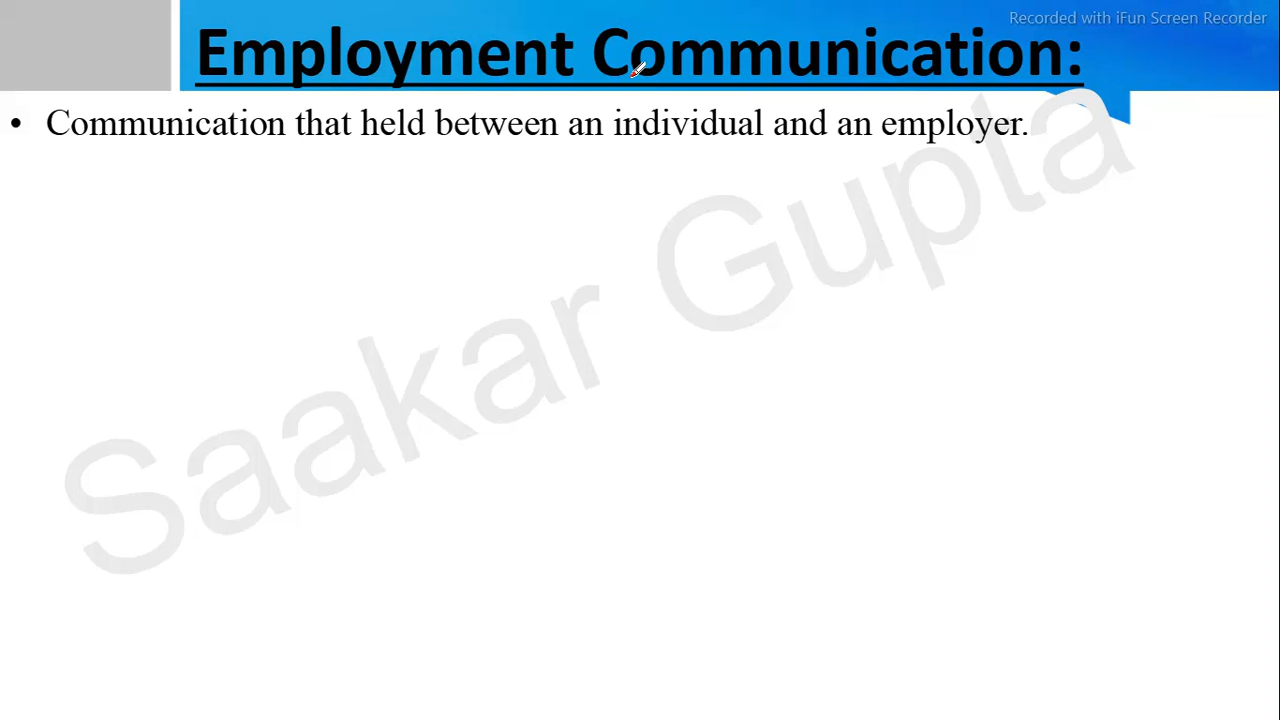 Recorded with iFun Screen Recorder
Employment Communication:
• Communication that held between an individual and an employer.
Saakar Gupta